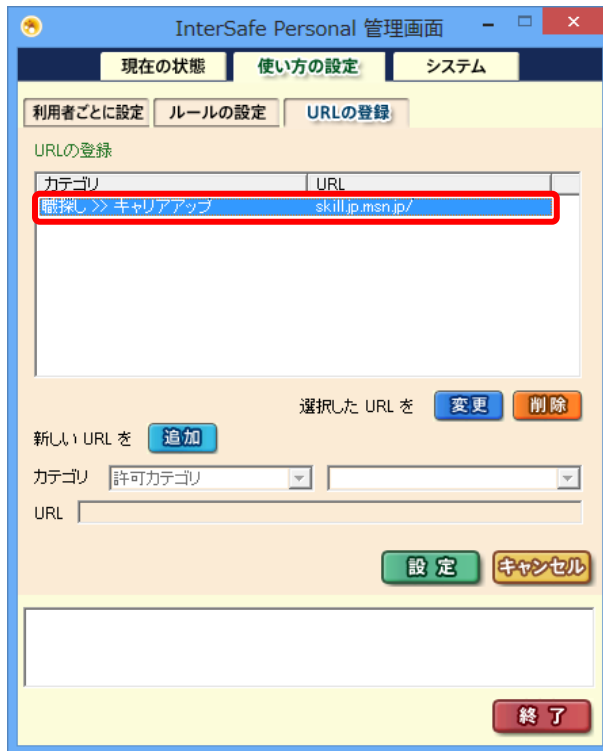 InterSafe Personal 管理画面
現在の状態 使い方の設定 システム
利用者ごとに設定 ルールの設定 URLの登録
URLの登録
カテゴリ URL
職探し >> キャリアアップ skill.jp.msn.jp/
選択した URL を 変更 削除
新しい URL を 追加
カテゴリ 許可カテゴリ
URL
設定 キャンセル
終了